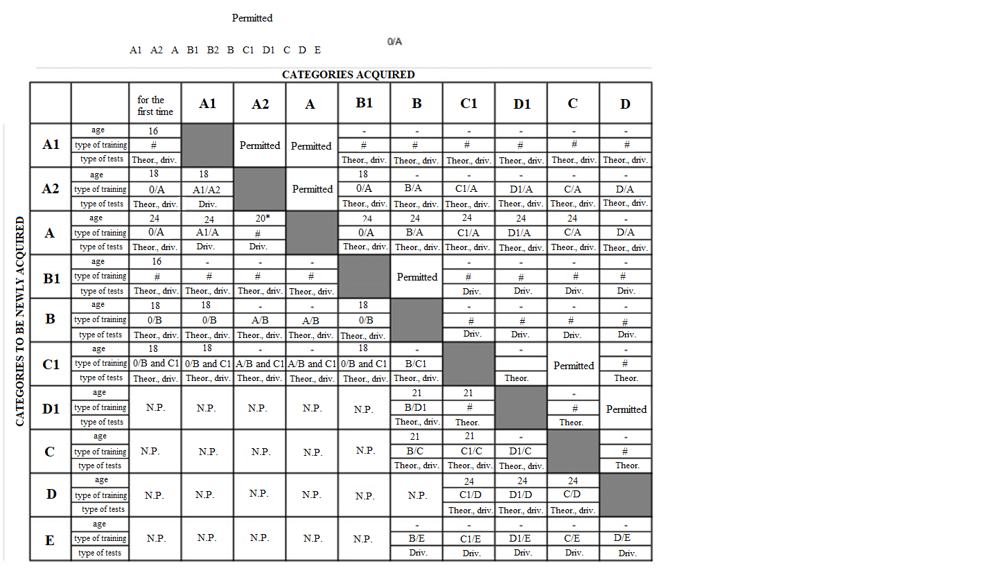 Permitted
0/A
A1 A2 A B1 B2 B C1 D1 C D E
CATEGORIES ACQUIRED
for the first time A1 A2 A B1 B C1 D1 C D
CATEGORIES TO BE NEWLY ACQUIRED
age 16 - - - - - -
A1 type of training # Permitted Permitted # # # # # #
type of tests Theor., driv. Theor., driv. Theor., driv. Theor., driv. Theor., driv. Theor., driv. Theor., driv.
age 18 18 18 - - - - -
A2 type of training 0/A A1/A2 Permitted 0/A B/A C1/A D1/A C/A D/A
type of tests Theor., driv. Driv. Theor., driv. Theor., driv. Theor., driv. Theor., driv. Theor., driv. Theor., driv.
age 24 24 20* 24 24 24 24 24 -
A type of training 0/A A1/A # 0/A B/A C1/A D1/A C/A D/A
type of tests Theor., driv. Driv. Driv. Theor., driv. Theor., driv. Theor., driv. Theor., driv. Theor., driv. Theor., driv.
age 16 - - - - - - -
B1 type of training # # # # Permitted # # # #
type of tests Theor., driv. Theor., driv. Theor., driv. Theor., driv. Driv. Driv. Driv. Driv.
age 18 18 - - 18 - - - -
B type of training 0/B 0/B A/B A/B 0/B # # # #
type of tests Theor., driv. Theor., driv. Theor., driv. Theor., driv. Theor., driv. Driv. Driv. Driv. Driv.
age 18 18 - - 18 - - -
C1 type of training 0/B and C1 0/B and C1 A/B and C1 A/B and C1 0/B and C1 B/C1 Permitted #
type of tests Theor., driv. Theor., driv. Theor., driv. Theor., driv. Theor., driv. Theor., driv. Theor. Theor.
age 21 21 -
D1 type of training N.P. N.P. N.P. N.P. N.P. B/D1 # # Permitted
type of tests Theor., driv. Theor. Theor.
age 21 21 - -
C type of training N.P. N.P. N.P. N.P. N.P. B/C C1/C D1/C #
type of tests Theor., driv. Theor., driv. Theor., driv. Theor.
age 24 24 24
D type of training N.P. N.P. N.P. N.P. N.P. N.P. C1/D D1/D C/D
type of tests Theor., driv. Theor., driv. Theor., driv.
age - - - - -
E type of training N.P. N.P. N.P. N.P. N.P. B/E C1/E D1/E C/E D/E
type of tests Driv. Driv. Driv. Driv. Driv.